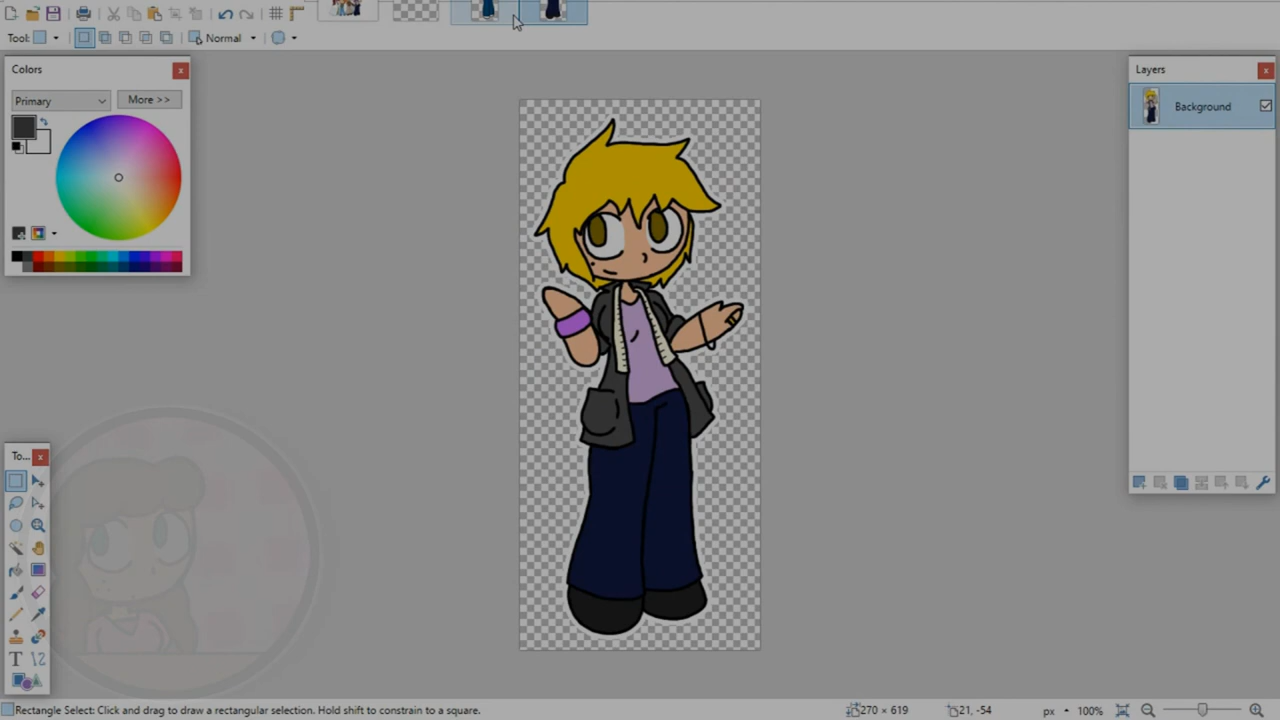 Tool:
Normal
Colors
Primary
More >>
Layers
Background
To...
T
Rectangle Select: Click and drag to draw a rectangular selection. Hold shift to constrain to a square.
270 × 619
21, -54
px
100%